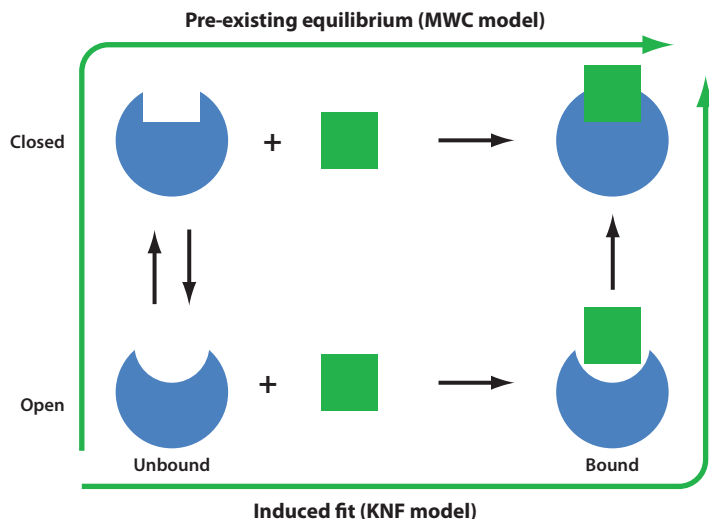 Pre-existing equilibrium (MWC model)
Closed
+
+
Open
Unbound
Bound
Induced fit (KNF model)